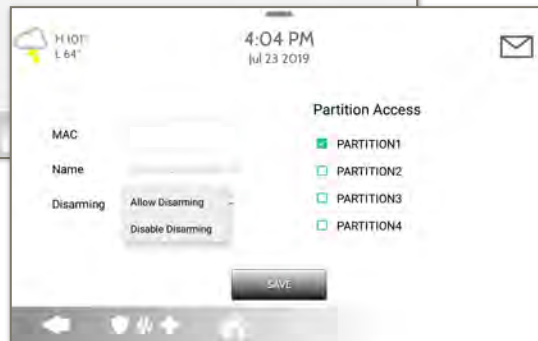 H 101°
L 64°
4:04 PM
Jul 23 2019
Partition Access
MAC
PARTITION1
Name
PARTITION2
Disarming
Allow Disarming
PARTITION3
Disable Disarming
PARTITION4
SAVE